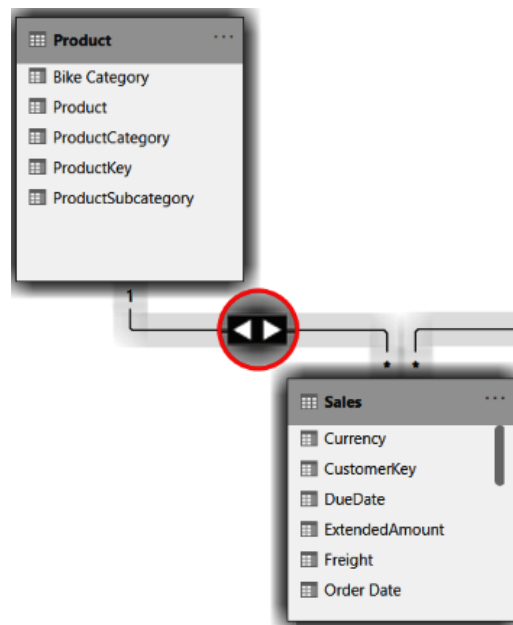 Product ...
Bike Category
Product
ProductCategory
ProductKey
ProductSubcategory
1
* *
Sales ...
Currency
CustomerKey
DueDate
ExtendedAmount
Freight
Order Date